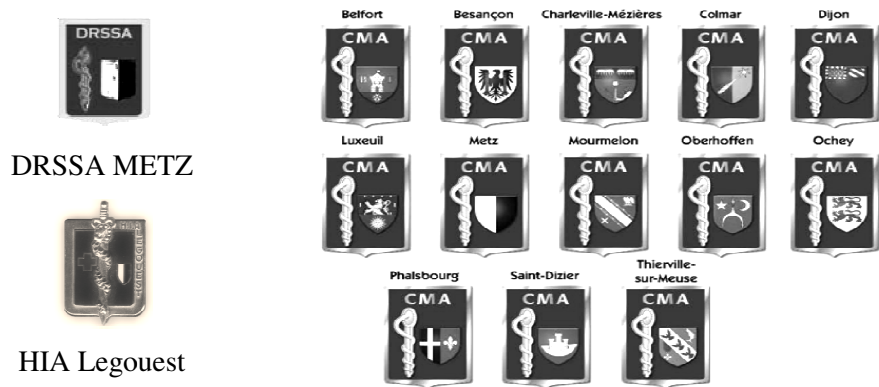 DRSSA
DRSSA METZ
HIA Legouest
Belfort
CMA
Besançon
CMA
Charleville-Mézières
CMA
Colmar
CMA
Dijon
CMA
Luxeuil
CMA
Metz
CMA
Mourmelon
CMA
Oberhoffen
CMA
Ochey
CMA
Phalsbourg
CMA
Saint-Dizier
CMA
Thierville-
sur-Meuse
CMA